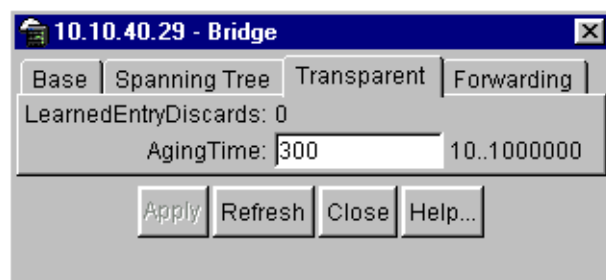 10.10.40.29 - Bridge
Base Spanning Tree Transparent Forwarding
LearnedEntryDiscards: 0
AgingTime: 300 10..1000000
Apply Refresh Close Help...